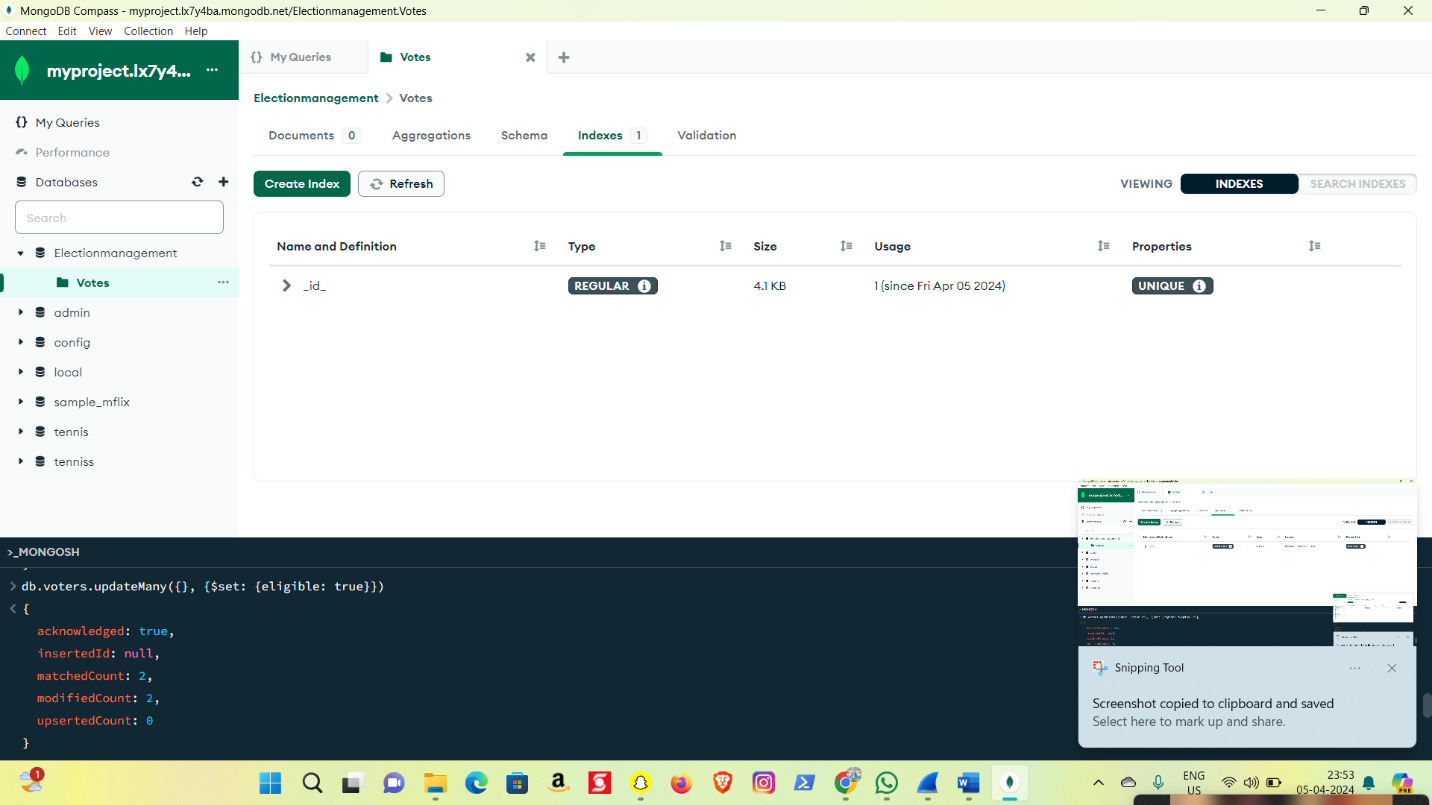 MongoDB Compass - myproject.lx7y4ba.mongodb.net/Electionmanagement.Votes
Connect Edit View Collection Help
myproject.lx7y4... ...
{} My Queries
Votes
My Queries
Performance
Databases
Search
Electionmanagement
Votes
admin
config
local
sample_mflix
tennis
tenniss
Electionmanagement > Votes
Documents 0 Aggregations Schema Indexes 1 Validation
Create Index Refresh VIEWING INDEXES SEARCH INDEXES
Name and Definition Type Size Usage Properties
_id_ REGULAR 4.1 KB 1 (since Fri Apr 05 2024) UNIQUE
>_MONGOSH
> db.voters.updateMany({}, {$set: {eligible: true}})
< {
acknowledged: true,
insertedId: null,
matchedCount: 2,
modifiedCount: 2,
upsertedCount: 0
}
Snipping Tool
Screenshot copied to clipboard and saved
Select here to mark up and share.
1
ENG
US
23:53
05-04-2024
PRE